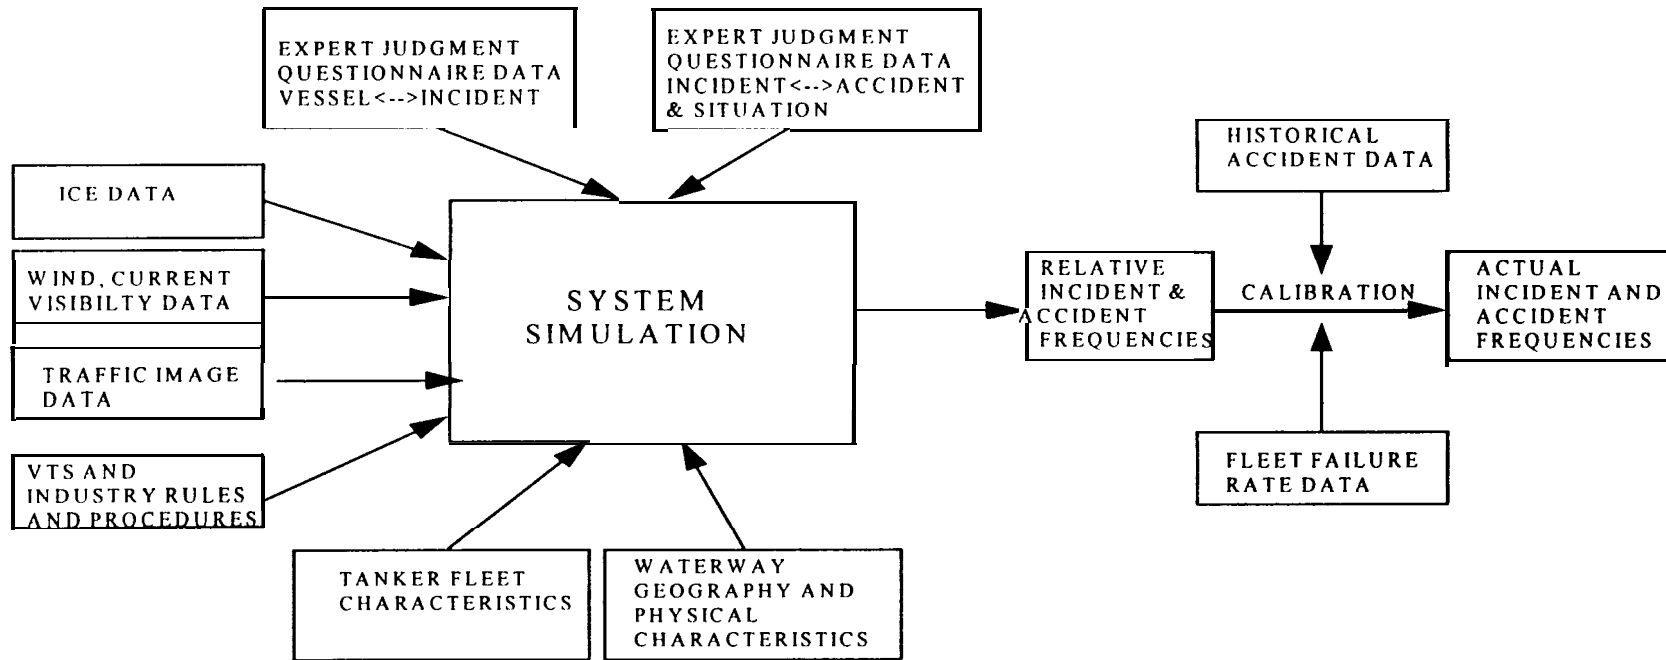 EXPERT JUDGMENT
QUESTIONNAIRE DATA
VESSEL<-->INCIDENT
EXPERT JUDGMENT
QUESTIONNAIRE DATA
INCIDENT<-->ACCIDENT
& SITUATION
HISTORICAL
ACCIDENT DATA
ICE DATA
WIND, CURRENT
VISIBILTY DATA
TRAFFIC IMAGE
DATA
VTS AND
INDUSTRY RULES
AND PROCEDURES
SYSTEM
SIMULATION
RELATIVE
INCIDENT &
ACCIDENT
FREQUENCIES
CALIBRATION
ACTUAL
INCIDENT AND
ACCIDENT
FREQUENCIES
FLEET FAILURE
RATE DATA
TANKER FLEET
CHARACTERISTICS
WATERWAY
GEOGRAPHY AND
PHYSICAL
CHARACTERISTICS